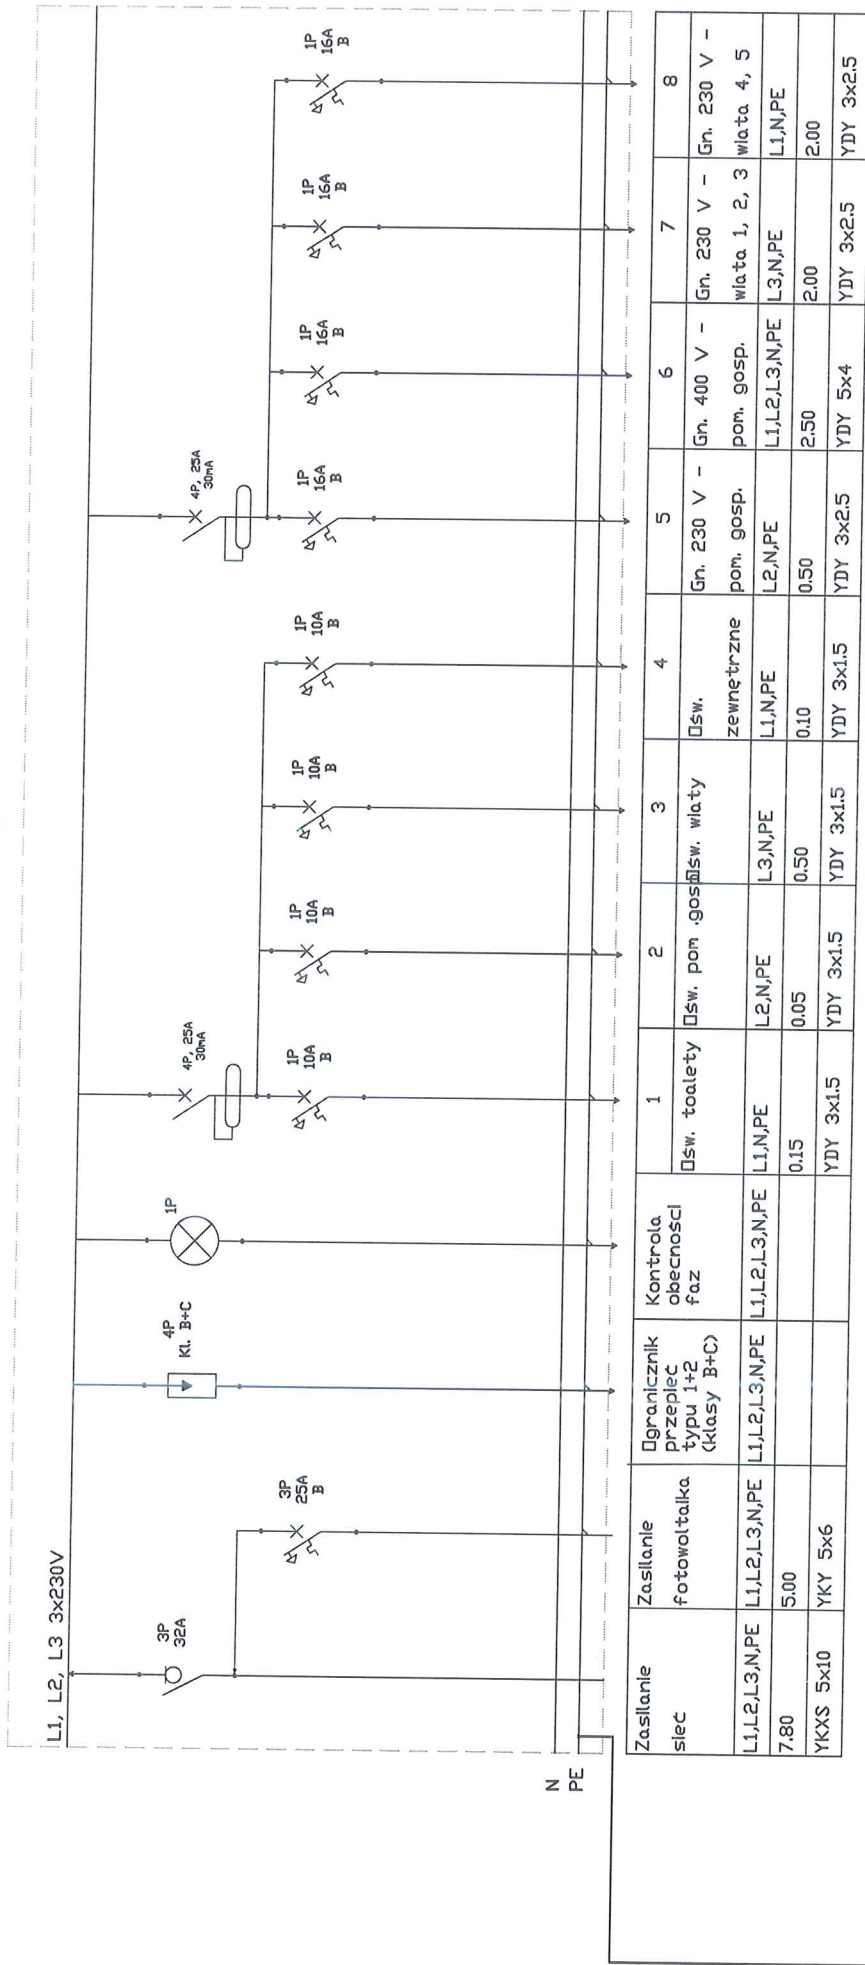 L1, L2, L3 3x230V
3P
32A
3P
25A
B
4P
Kl. B+C
1P
4P, 25A
30mA
1P
10A
B
1P
10A
B
1P
10A
B
1P
10A
B
4P, 25A
30mA
1P
16A
B
1P
16A
B
1P
16A
B
1P
16A
B
N
PE
Zasilanie
sieć
L1,L2,L3,N,PE
7.80
YKXS 5x10
Zasilanie
fotowoltaika
L1,L2,L3,N,PE
5.00
YKY 5x6
Ogranicznik
przepięć
typu 1+2
(klasy B+C)
L1,L2,L3,N,PE
Kontrola
obecności
faz
L1,L2,L3,N,PE
1
Ośw. toalety
L1,N,PE
0.15
YDY 3x1.5
2
Ośw. pom .gosp
L2,N,PE
0.05
YDY 3x1.5
3
Ośw. wiaty
L3,N,PE
0.50
YDY 3x1.5
4
Ośw.
zewnętrzne
L1,N,PE
0.10
YDY 3x1.5
5
Gn. 230 V -
pom. gosp.
L2,N,PE
0.50
YDY 3x2.5
6
Gn. 400 V -
pom. gosp.
L1,L2,L3,N,PE
2.50
YDY 5x4
7
Gn. 230 V -
wiata 1, 2, 3
L3,N,PE
2.00
YDY 3x2.5
8
Gn. 230 V -
wiata 4, 5
L1,N,PE
2.00
YDY 3x2.5